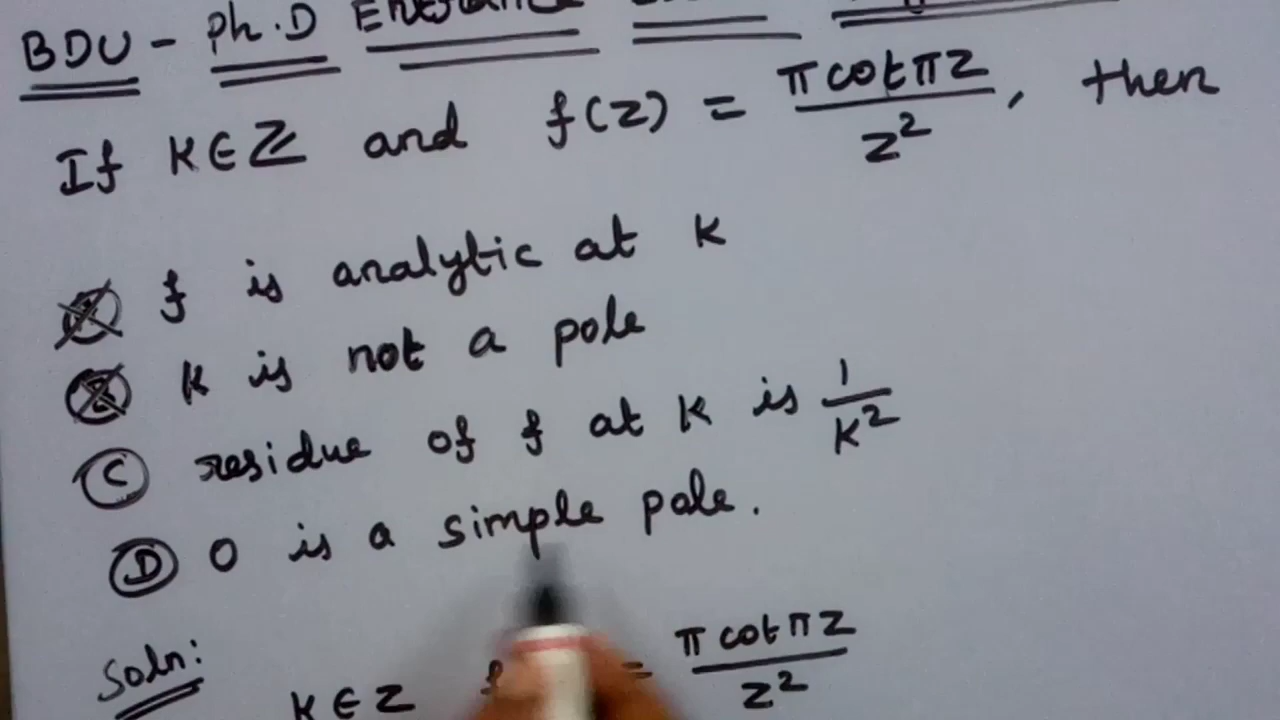 BDU - Ph.D Entrance
If K∈ℤ and f(z) = π cot πz / z², then
Ⓐ f is analytic at K
Ⓑ K is not a pole
Ⓒ residue of f at K is 1/K²
Ⓓ 0 is a simple pole.
Soln:
K∈Z f = π cot πz / z²